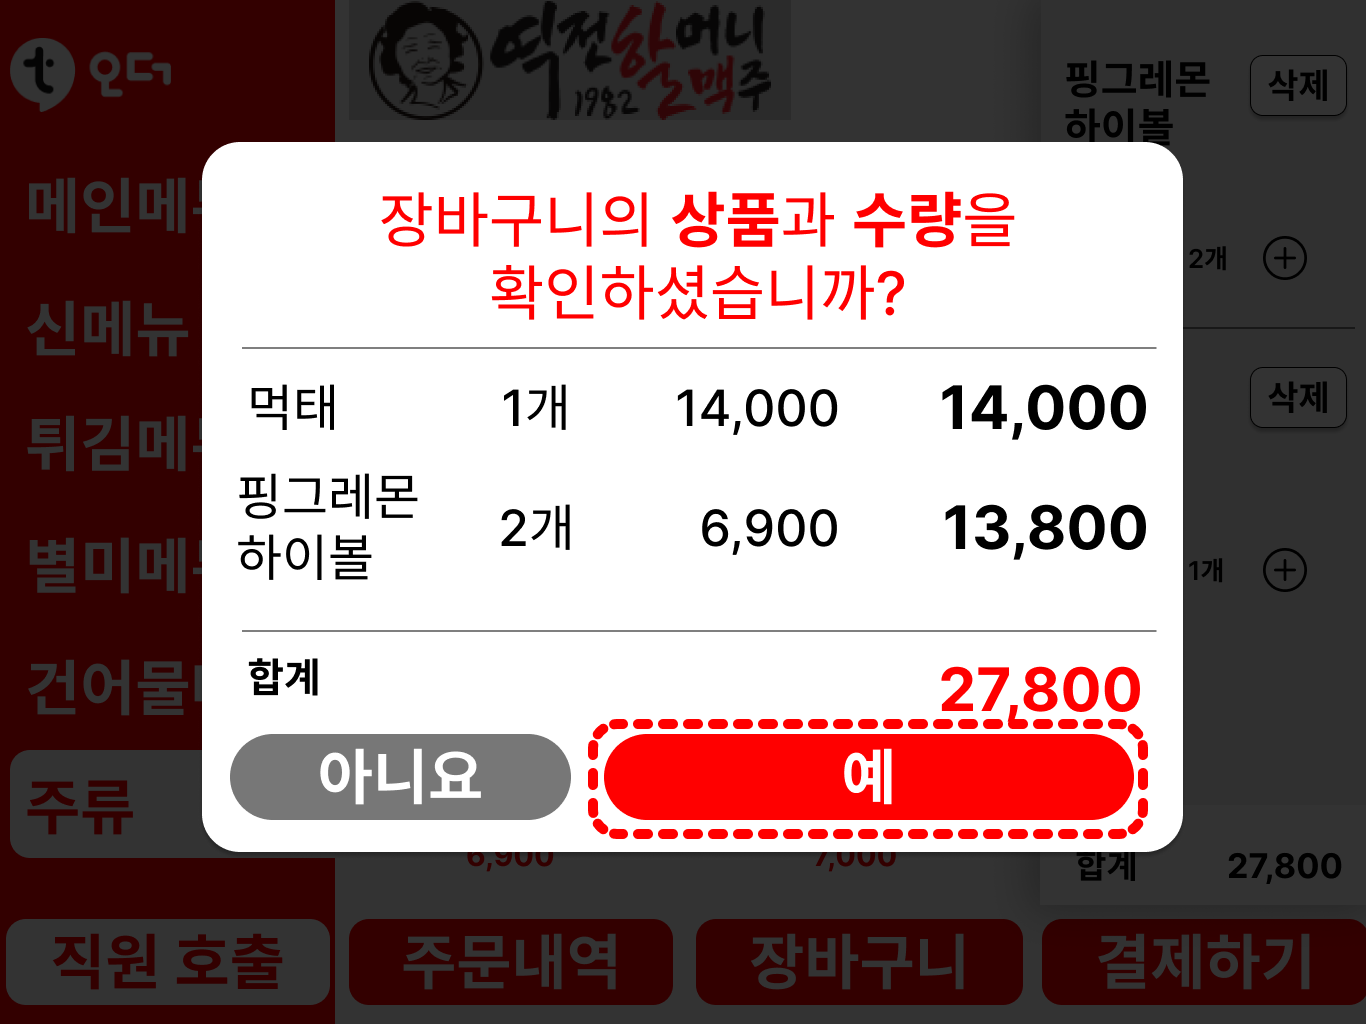 오더
역전할머니맥주
1982
핑그레몬
하이볼
삭제
메인메
신메뉴
튀김메
별미메
건어물
주류
2개
삭제
1개
장바구니의 상품과 수량을
확인하셨습니까?
먹태 1개 14,000 14,000
핑그레몬
하이볼 2개 6,900 13,800
합계 27,800
아니요 예
6,900 7,000
합계 27,800
직원 호출 주문내역 장바구니 결제하기